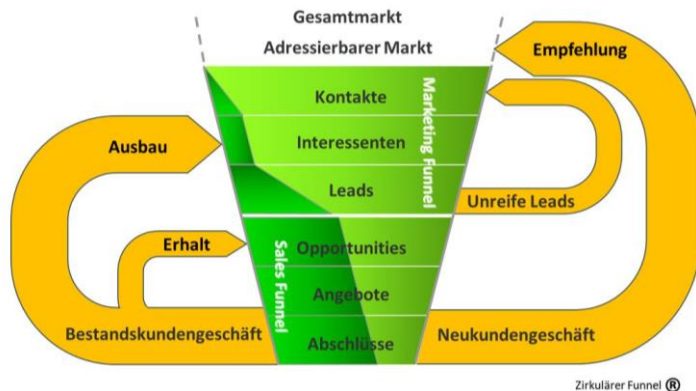 Gesamtmarkt
Adressierbarer Markt
Empfehlung
Kontakte
Marketing Funnel
Interessenten
Ausbau
Leads
Unreife Leads
Erhalt
Sales Funnel
Opportunities
Angebote
Bestandskundengeschäft
Abschlüsse
Neukundengeschäft
Zirkulärer Funnel ®